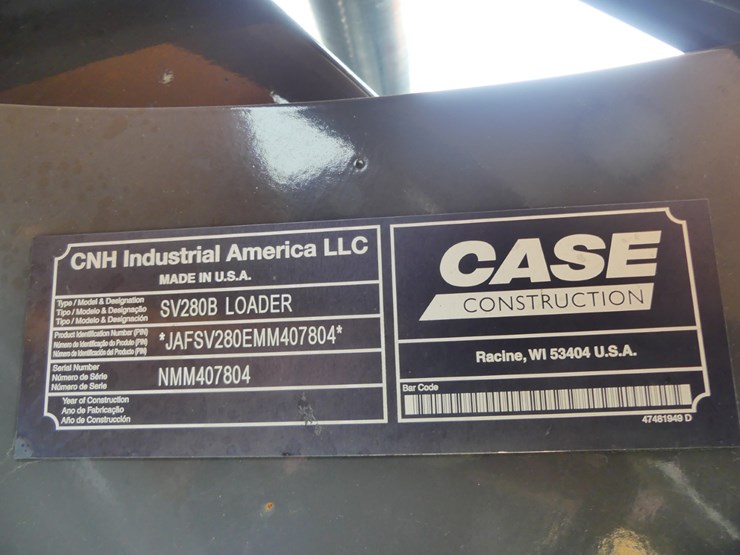 CNH Industrial America LLC
MADE IN U.S.A.
Type / Model & Designation
Tipo / Modelo & Designação
Tipo / Modelo & Designación
SV280B LOADER
Product Identification Number (PIN)
Número de Identificação do Produto (PIN)
Número de Identificación del Producto (PIN)
*JAFSV280EMM407804*
Serial Number
Número de Série
Número de Serie
NMM407804
Year of Construction
Ano de Fabricação
Año de Construcción
CASE
CONSTRUCTION
Racine, WI 53404 U.S.A.
Bar Code
47481949 D